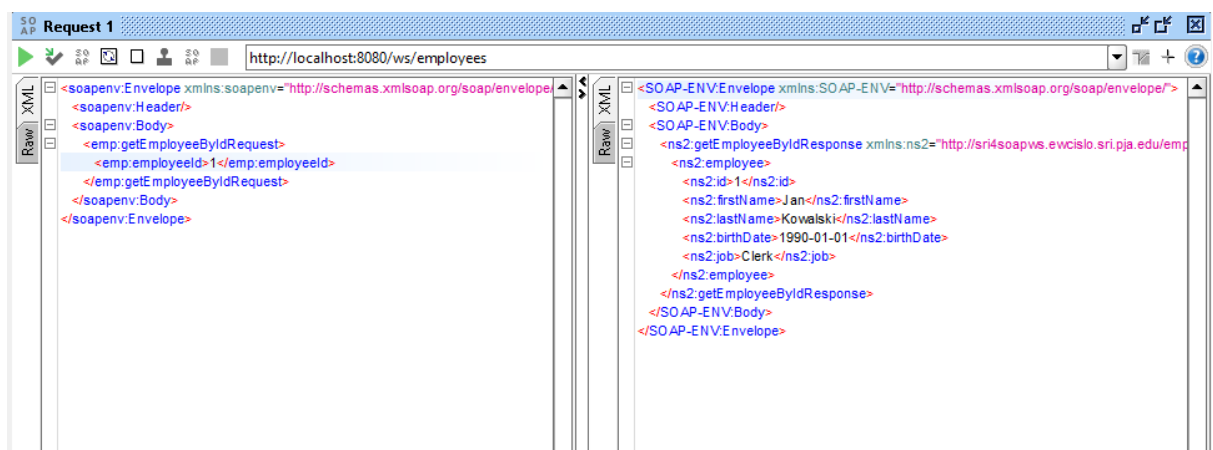 SO AP Request 1
http://localhost:8080/ws/employees
XML
Raw
<soapenv:Envelope xmlns:soapenv="http://schemas.xmlsoap.org/soap/envelope/
<soapenv:Header/>
<soapenv:Body>
<emp:getEmployeeByIdRequest>
<emp:employeeId>1</emp:employeeId>
</emp:getEmployeeByIdRequest>
</soapenv:Body>
</soapenv:Envelope>
XML
Raw
<SOAP-ENV:Envelope xmlns:SOAP-ENV="http://schemas.xmlsoap.org/soap/envelope/">
<SOAP-ENV:Header/>
<SOAP-ENV:Body>
<ns2:getEmployeeByIdResponse xmlns:ns2="http://sri4soapws.ewcislo.sri.pja.edu/emp
<ns2:employee>
<ns2:id>1</ns2:id>
<ns2:firstName>Jan</ns2:firstName>
<ns2:lastName>Kowalski</ns2:lastName>
<ns2:birthDate>1990-01-01</ns2:birthDate>
<ns2:job>Clerk</ns2:job>
</ns2:employee>
</ns2:getEmployeeByIdResponse>
</SOAP-ENV:Body>
</SOAP-ENV:Envelope>